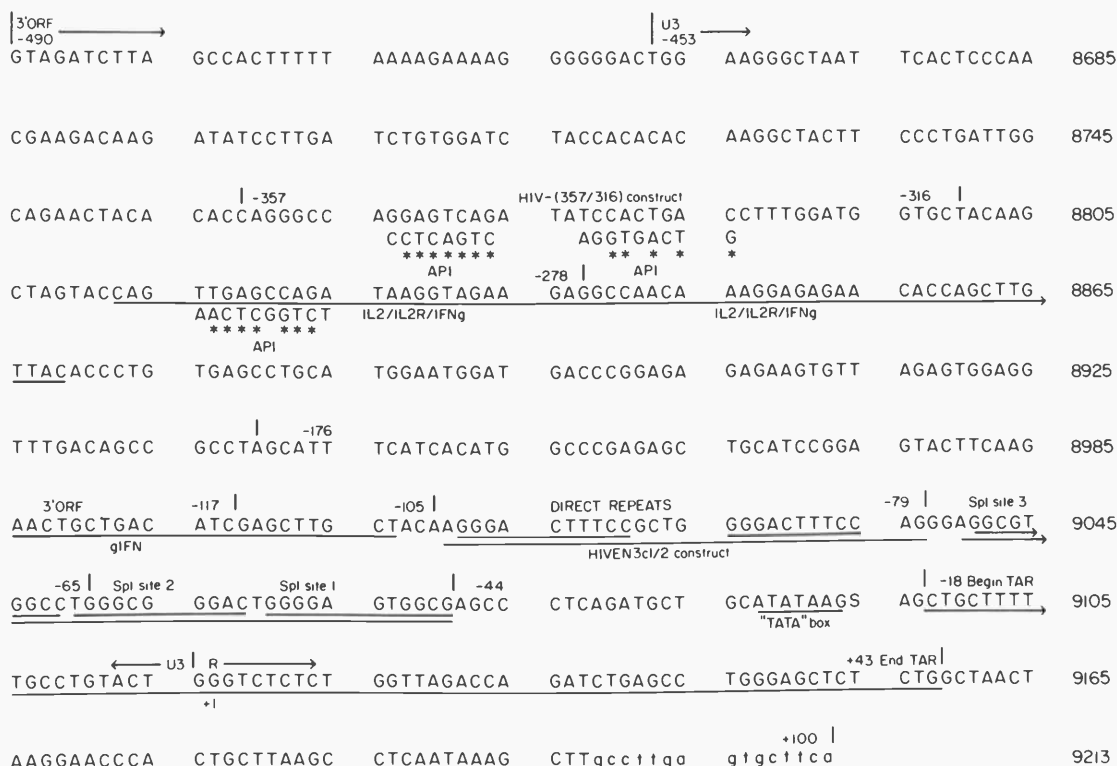 3'ORF U3
-490 -453
GTAGATCTTA GCCACTTTTT AAAAGAAAAG GGGGGACTGG AAGGGCTAAT TCACTCCCAA 8685
CGAAGACAAG ATATCCTTGA TCTGTGGATC TACCACACAC AAGGCTACTT CCCTGATTGG 8745
-357 HIV-(357/316) construct -316
CAGAACTACA CACCAGGGCC AGGAGTCAGA TATCCACTGA CCTTTGGATG GTGCTACAAG 8805
CCTCAGTC AGGTGACT G
******* ** * * *
AP1 -278 AP1
CTAGTACCAG TTGAGCCAGA TAAGGTAGAA GAGGCCAACA AAGGAGAGAA CACCAGCTTG 8865
AACTCGGTCT IL2/IL2R/IFNg IL2/IL2R/IFNg
**** ***
AP1
TTACACCCTG TGAGCCTGCA TGGAATGGAT GACCCGGAGA GAGAAGTGTT AGAGTGGAGG 8925
-176
TTTGACAGCC GCCTAGCATT TCATCACATG GCCCGAGAGC TGCATCCGGA GTACTTCAAG 8985
3'ORF -117 -105 DIRECT REPEATS -79 Spl site 3
AACTGCTGAC ATCGAGCTTG CTACAAGGGA CTTTCCGCTG GGGACTTTCC AGGGAGGCGT 9045
gIFN HIVEN3cl/2 construct
-65 Spl site 2 Spl site 1 -44 -18 Begin TAR
GGCCTGGGCG GGACTGGGGA GTGGCGAGCC CTCAGATGCT GCATATAAGS AGCTGCTTTT 9105
"TATA" box
U3 R +43 End TAR
TGCCTGTACT GGGTCTCTCT GGTTAGACCA GATCTGAGCC TGGGAGCTCT CTGGCTAACT 9165
+1
+100
AAGGAACCCA CTGCTTAAGC CTCAATAAAG CTTgccttga gtgcttca 9213